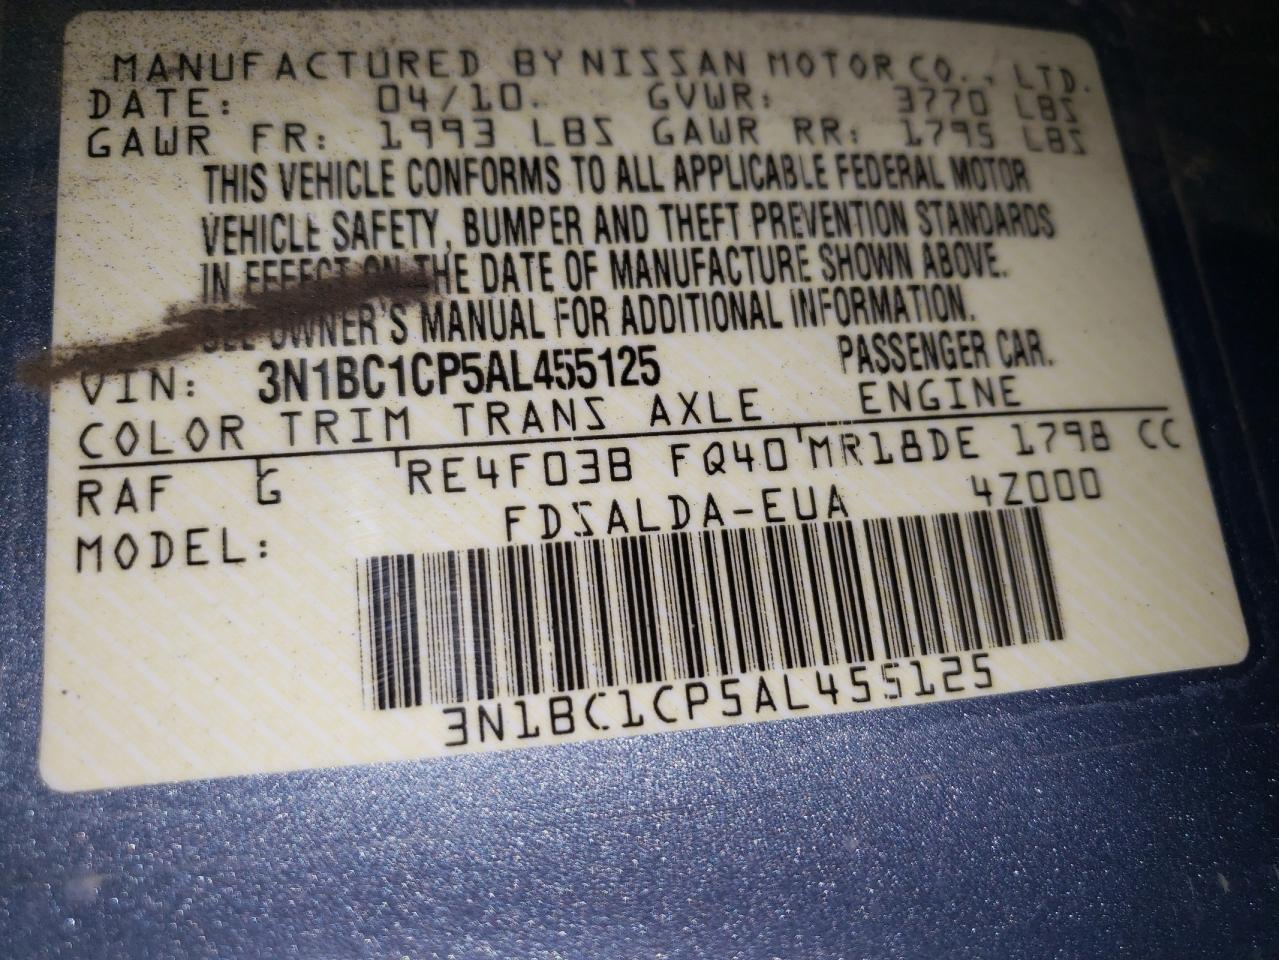 MANUFACTURED BY NISSAN MOTOR CO., LTD.
DATE: 04/10. GVWR: 3770 LBS
GAWR FR: 1993 LBS GAWR RR: 1795 LBS
THIS VEHICLE CONFORMS TO ALL APPLICABLE FEDERAL MOTOR
VEHICLE SAFETY, BUMPER AND THEFT PREVENTION STANDARDS
IN EFFECT ON THE DATE OF MANUFACTURE SHOWN ABOVE.
SEE OWNER'S MANUAL FOR ADDITIONAL INFORMATION.
VIN: 3N1BC1CP5AL455125 PASSENGER CAR.
COLOR TRIM TRANS AXLE ENGINE
RAF G RE4F03B FQ40 MR18DE 1798 CC
MODEL: FDSALDA-EUA 4Z000
3N1BC1CP5AL455125